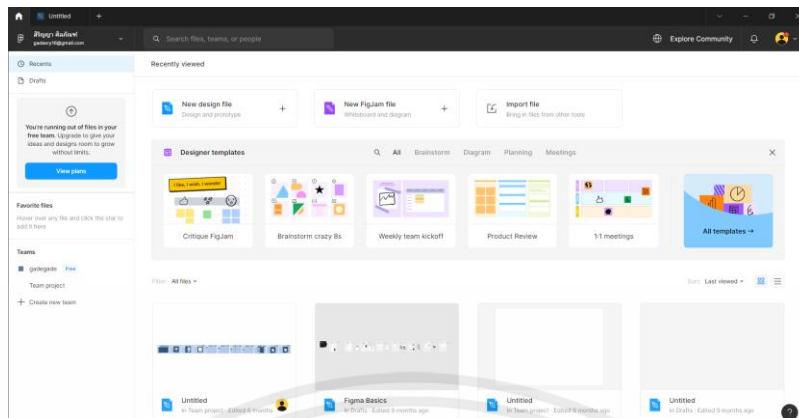 Untitled
Search files, teams, or people
Explore Community
Recents
Drafts
Recently viewed
New design file
Design and prototype
New FigJam file
Whiteboard and diagram
Import file
Bring in files from other tools
You're running out of files in your
free team. Upgrade to give your
ideas and designs room to grow
without limits.
View plans
Designer templates
All Brainstorm Diagram Planning Meetings
I like, I wish, I wonder
Critique FigJam
Brainstorm crazy 8s
Weekly team kickoff
Product Review
1:1 meetings
All templates →
Favorite files
Hover over any file and click the star to
add it here
Teams
gadegade Free
Team project
Create new team
Filter: All files
Sort: Last viewed
Untitled
In Team project · Edited 9 months
Figma Basics
In Drafts · Edited 9 months ago
Untitled
In Team project · Edited 9 months ago
Untitled
In Drafts · Edited 9 months ago
?